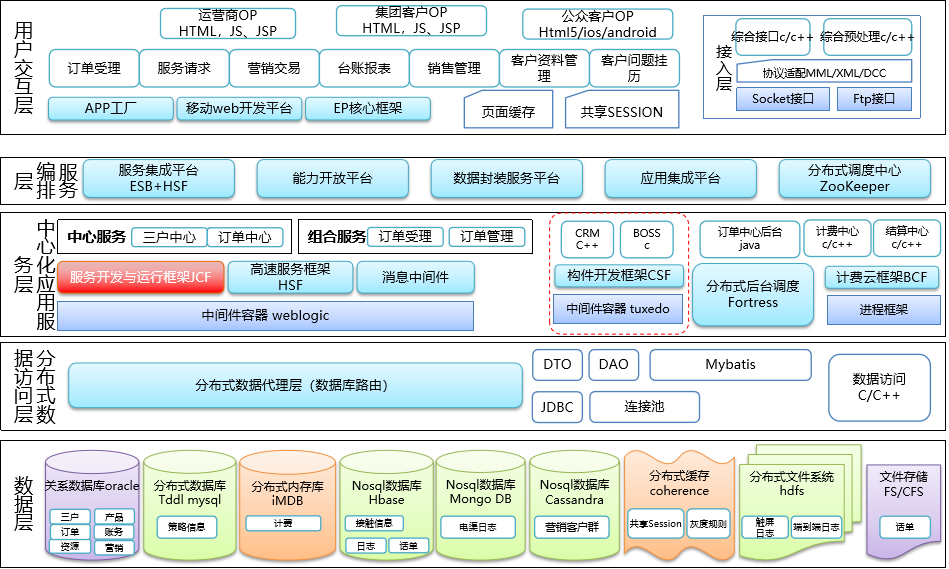 用户交互层
运营商OP
HTML，JS、JSP
集团客户OP
HTML，JS、JSP
公众客户OP
Html5/ios/android
订单受理
服务请求
营销交易
台账报表
销售管理
客户资料管
理
客户问题挂
历
APP工厂
移动web开发平台
EP核心框架
页面缓存
共享SESSION
接入层
综合接口c/c++
综合预处理c/c++
协议适配MML/XML/DCC
Socket接口
Ftp接口
服务
编排
层
服务集成平台
ESB+HSF
能力开放平台
数据封装服务平台
应用集成平台
分布式调度中心
ZooKeeper
中心化应用服
务层
中心服务
三户中心
订单中心
组合服务
订单受理
订单管理
服务开发与运行框架JCF
高速服务框架
HSF
消息中间件
中间件容器 weblogic
CRM
C++
BOSS
c
构件开发框架CSF
中间件容器 tuxedo
订单中心后台
java
计费中心
c/c++
结算中心
c/c++
分布式后台调度
Fortress
计费云框架BCF
进程框架
分布式数
据访问层
分布式数据代理层（数据库路由）
DTO
DAO
Mybatis
JDBC
连接池
数据访问
C/C++
数据层
关系数据库oracle
三户
产品
订单
账务
资源
营销
分布式数据库
Tddl mysql
策略信息
分布式内存库
iMDB
计费
Nosql数据库
Hbase
接触信息
日志
话单
Nosql数据库
Mongo DB
电渠日志
Nosql数据库
Cassandra
营销客户群
分布式缓存
coherence
共享Session
灰度规则
分布式文件系统
hdfs
触屏
日志
端到端日志
文件存储
FS/CFS
话单